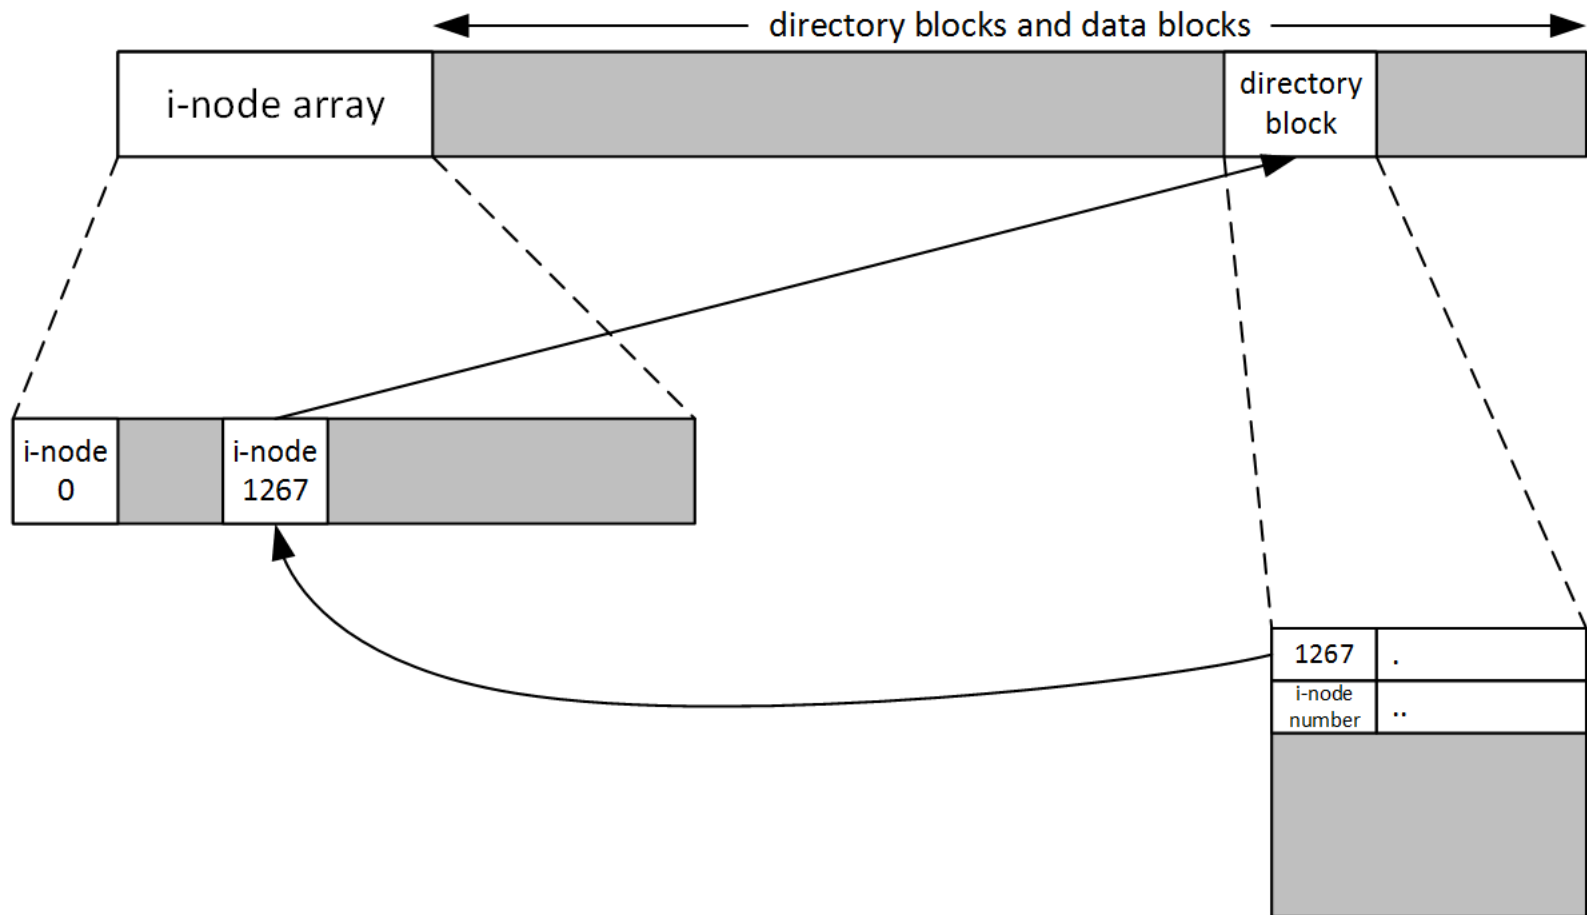 directory blocks and data blocks
i-node array
directory
block
i-node
0
i-node
1267
1267
.
i-node
number
..